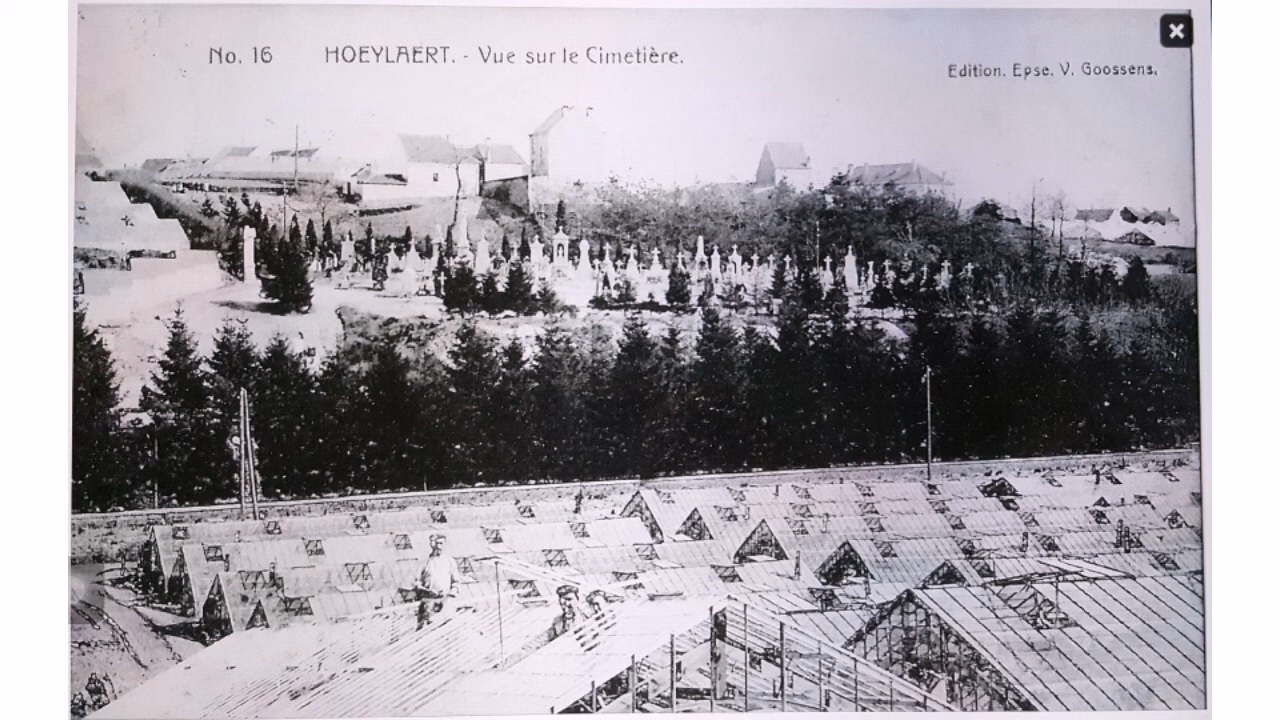 No. 16 HOEYLAERT. - Vue sur le Cimetière.
Edition. Epse. V. Goossens.